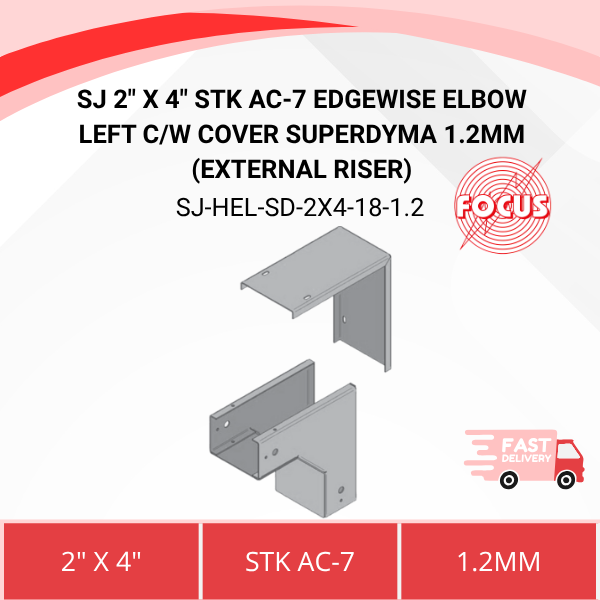 SJ 2" X 4" STK AC-7 EDGEWISE ELBOW
LEFT C/W COVER SUPERDYMA 1.2MM
(EXTERNAL RISER)
SJ-HEL-SD-2X4-18-1.2
FOCUS
FAST
DELIVERY
2" X 4"
STK AC-7
1.2MM